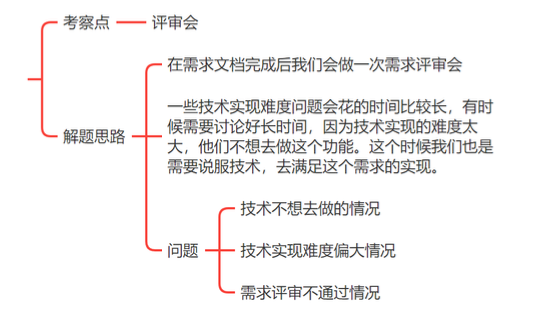 考察点
评审会
解题思路
在需求文档完成后我们会做一次需求评审会
一些技术实现难度问题会花的时间比较长，有时
候需要讨论好长时间，因为技术实现的难度太
大，他们不想去做这个功能。这个时候我们也是
需要说服技术，去满足这个需求的实现。
问题
技术不想去做的情况
技术实现难度偏大情况
需求评审不通过情况